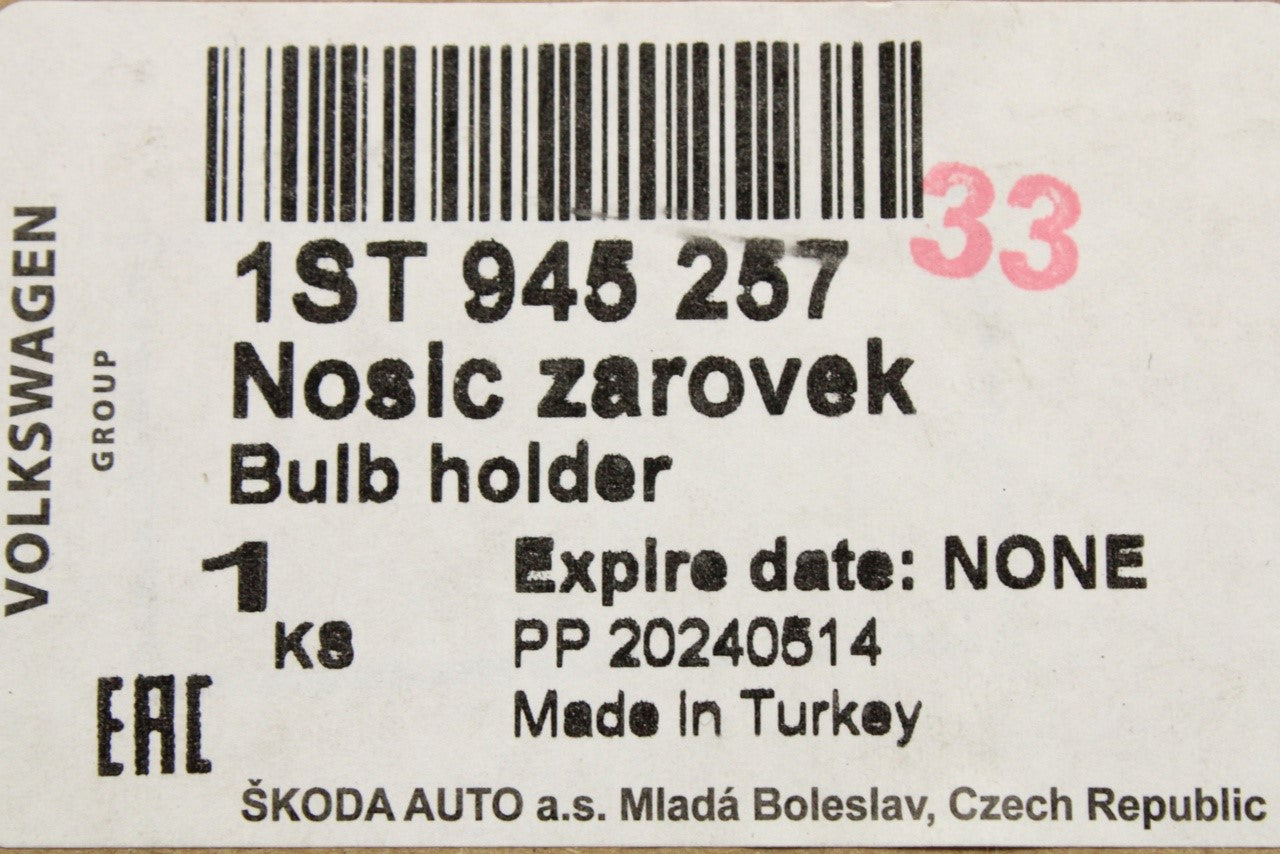 1ST 945 257
33
Nosic zarovek
Bulb holder
1
KS
Expire date: NONE
PP 20240514
Made in Turkey
EAC
ŠKODA AUTO a.s. Mladá Boleslav, Czech Republic
VOLKSWAGEN
GROUP